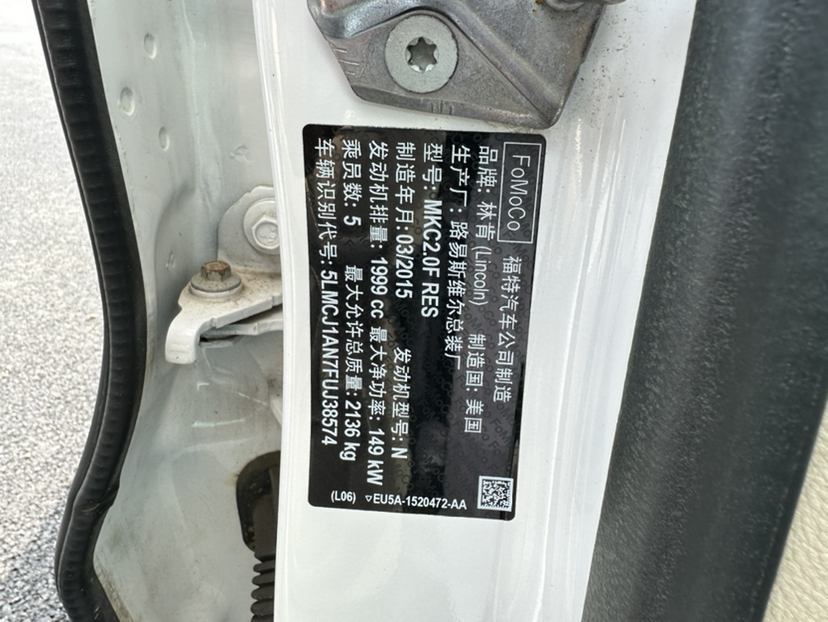 FoMoCo 福特汽车公司制造
品牌: 林肯 (Lincoln) 制造国: 美国
生产厂: 路易斯维尔总装厂
型号: MKC2.0F RES
制造年月: 03/2015 发动机型号: N
发动机排量: 1999 cc 最大净功率: 149 kW
乘员数: 5 最大允许总质量: 2136 kg
车辆识别代号: 5LMCJ1AN7FUJ38574
(L06) ▽EU5A-1520472-AA